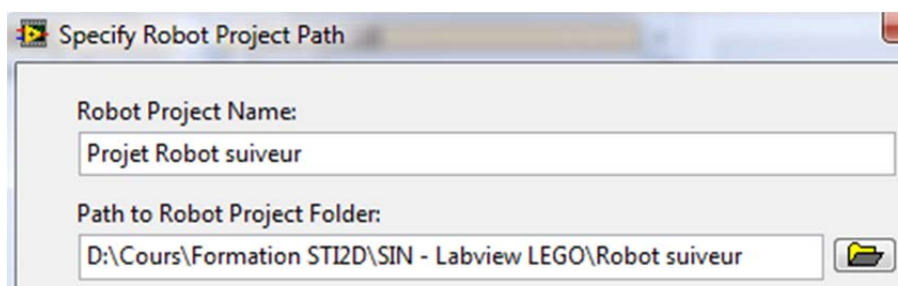 Specify Robot Project Path
Robot Project Name:
Projet Robot suiveur
Path to Robot Project Folder:
D:\Cours\Formation STI2D\SIN - Labview LEGO\Robot suiveur